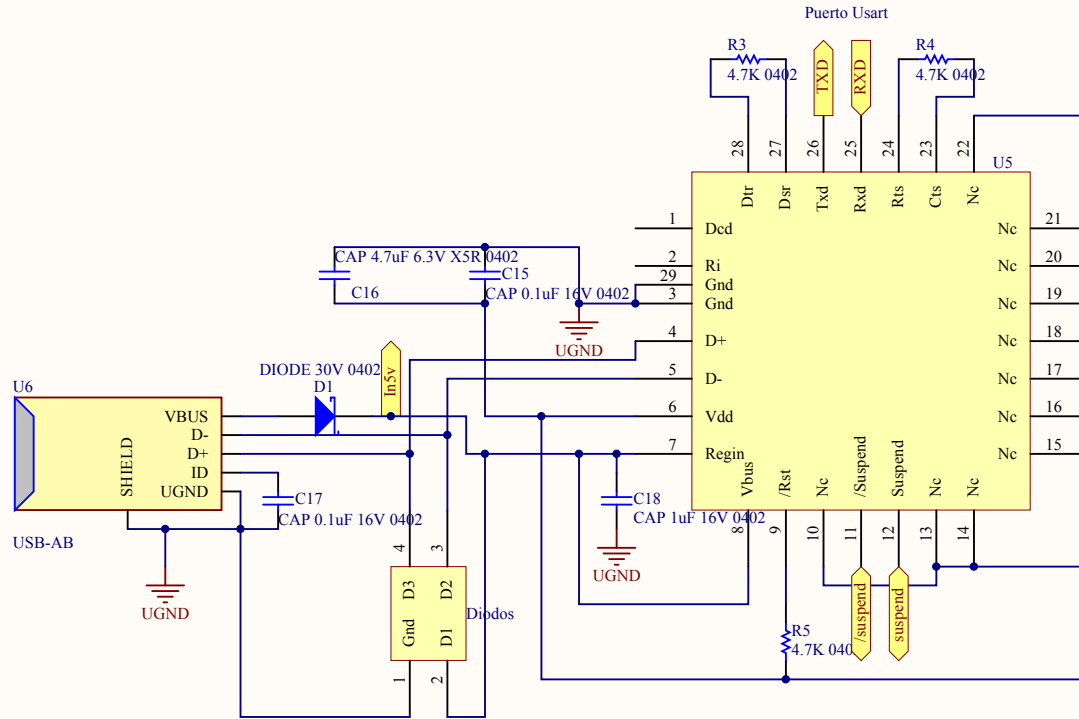 Puerto Usart
R3
4.7K 0402
TXD
RXD
R4
4.7K 0402
28
27
26
25
24
23
22
U5
Dtr
Dsr
Txd
Rxd
Rts
Cts
Nc
1
Dcd
2
Ri
29
Gnd
3
Gnd
4
D+
5
D-
6
Vdd
7
Regin
Nc
21
Nc
20
Nc
19
Nc
18
Nc
17
Nc
16
Nc
15
Vbus
/Rst
Nc
/Suspend
Suspend
Nc
Nc
8
9
10
11
12
13
14
CAP 4.7uF 6.3V X5R 0402
C16
C15
CAP 0.1uF 16V 0402
UGND
DIODE 30V 0402
D1
In5v
U6
VBUS
D-
D+
ID
UGND
SHIELD
USB-AB
C17
CAP 0.1uF 16V 0402
UGND
C18
CAP 1uF 16V 0402
UGND
4
3
D3
D2
Gnd
D1
Diodos
1
2
R5
4.7K 040
/suspend
suspend